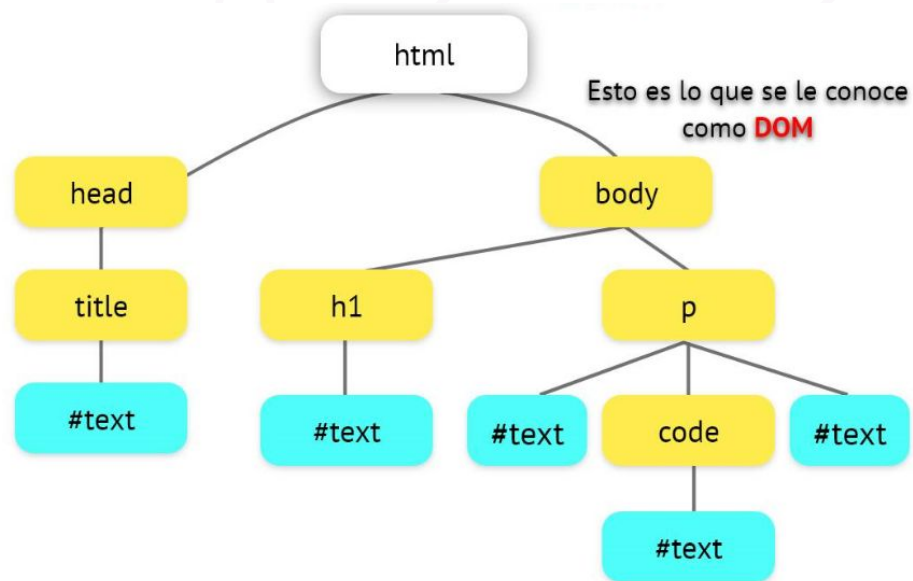 html
Esto es lo que se le conoce
como DOM
head
body
title
h1
p
#text
#text
#text
code
#text
#text